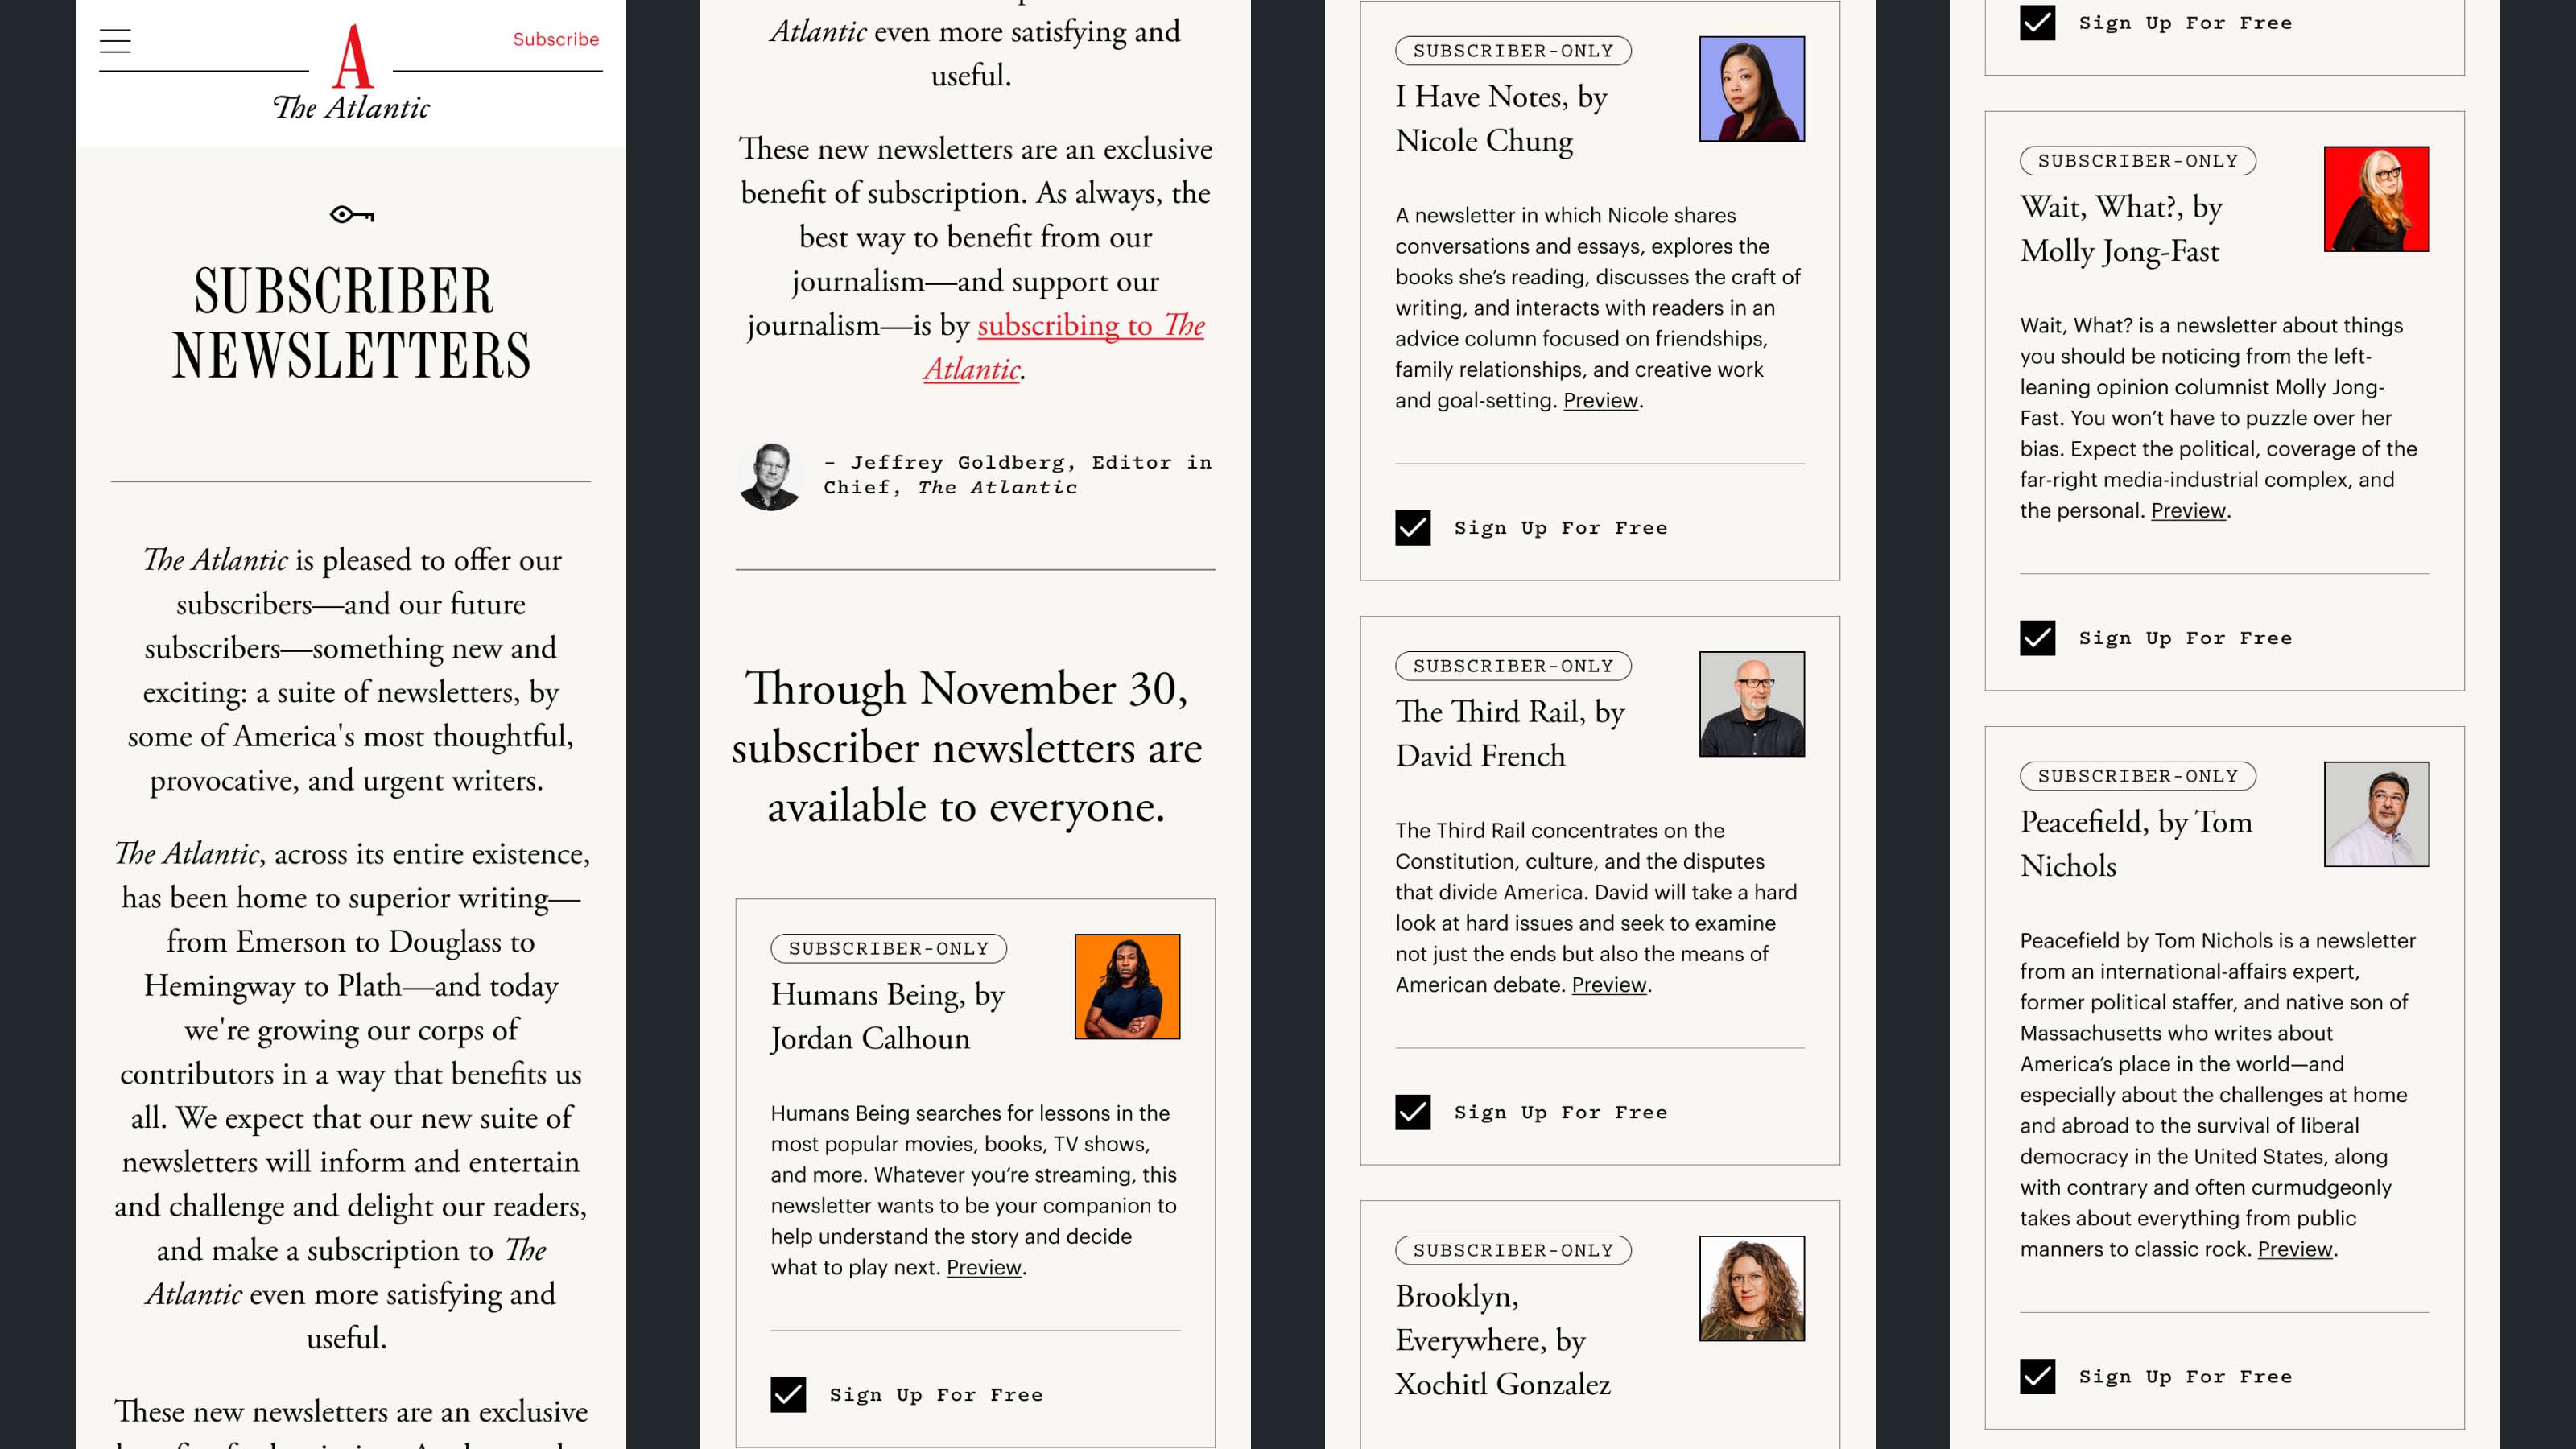 Subscribe
A
The Atlantic
SUBSCRIBER
NEWSLETTERS
The Atlantic is pleased to offer our
subscribers—and our future
subscribers—something new and
exciting: a suite of newsletters, by
some of America's most thoughtful,
provocative, and urgent writers.
The Atlantic, across its entire existence,
has been home to superior writing—
from Emerson to Douglass to
Hemingway to Plath—and today
we're growing our corps of
contributors in a way that benefits us
all. We expect that our new suite of
newsletters will inform and entertain
and challenge and delight our readers,
and make a subscription to The
Atlantic even more satisfying and
useful.
These new newsletters are an exclusive
Atlantic even more satisfying and
useful.
These new newsletters are an exclusive
benefit of subscription. As always, the
best way to benefit from our
journalism—and support our
journalism—is by subscribing to The
Atlantic.
– Jeffrey Goldberg, Editor in
Chief, The Atlantic
Through November 30,
subscriber newsletters are
available to everyone.
SUBSCRIBER-ONLY
Humans Being, by
Jordan Calhoun
Humans Being searches for lessons in the
most popular movies, books, TV shows,
and more. Whatever you’re streaming, this
newsletter wants to be your companion to
help understand the story and decide
what to play next. Preview.
Sign Up For Free
SUBSCRIBER-ONLY
I Have Notes, by
Nicole Chung
A newsletter in which Nicole shares
conversations and essays, explores the
books she’s reading, discusses the craft of
writing, and interacts with readers in an
advice column focused on friendships,
family relationships, and creative work
and goal-setting. Preview.
Sign Up For Free
SUBSCRIBER-ONLY
The Third Rail, by
David French
The Third Rail concentrates on the
Constitution, culture, and the disputes
that divide America. David will take a hard
look at hard issues and seek to examine
not just the ends but also the means of
American debate. Preview.
Sign Up For Free
SUBSCRIBER-ONLY
Brooklyn,
Everywhere, by
Xochitl Gonzalez
Sign Up For Free
SUBSCRIBER-ONLY
Wait, What?, by
Molly Jong-Fast
Wait, What? is a newsletter about things
you should be noticing from the left-
leaning opinion columnist Molly Jong-
Fast. You won’t have to puzzle over her
bias. Expect the political, coverage of the
far-right media-industrial complex, and
the personal. Preview.
Sign Up For Free
SUBSCRIBER-ONLY
Peacefield, by Tom
Nichols
Peacefield by Tom Nichols is a newsletter
from an international-affairs expert,
former political staffer, and native son of
Massachusetts who writes about
America’s place in the world—and
especially about the challenges at home
and abroad to the survival of liberal
democracy in the United States, along
with contrary and often curmudgeonly
takes about everything from public
manners to classic rock. Preview.
Sign Up For Free